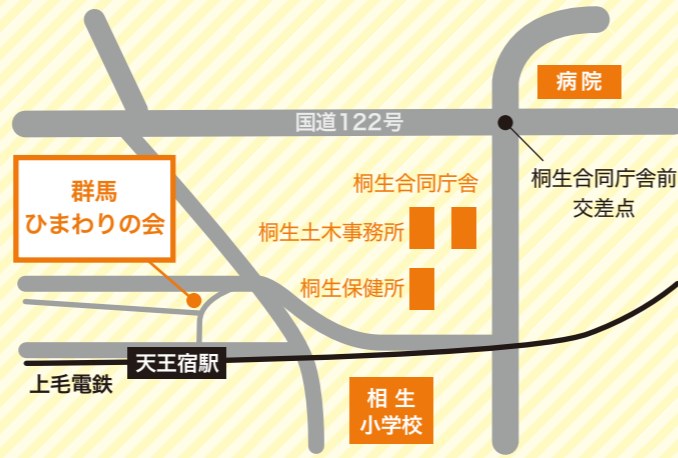 病院
国道122号
桐生合同庁舎前
交差点
群馬
ひまわりの会
桐生合同庁舎
桐生土木事務所
桐生保健所
天王宿駅
上毛電鉄
相生
小学校